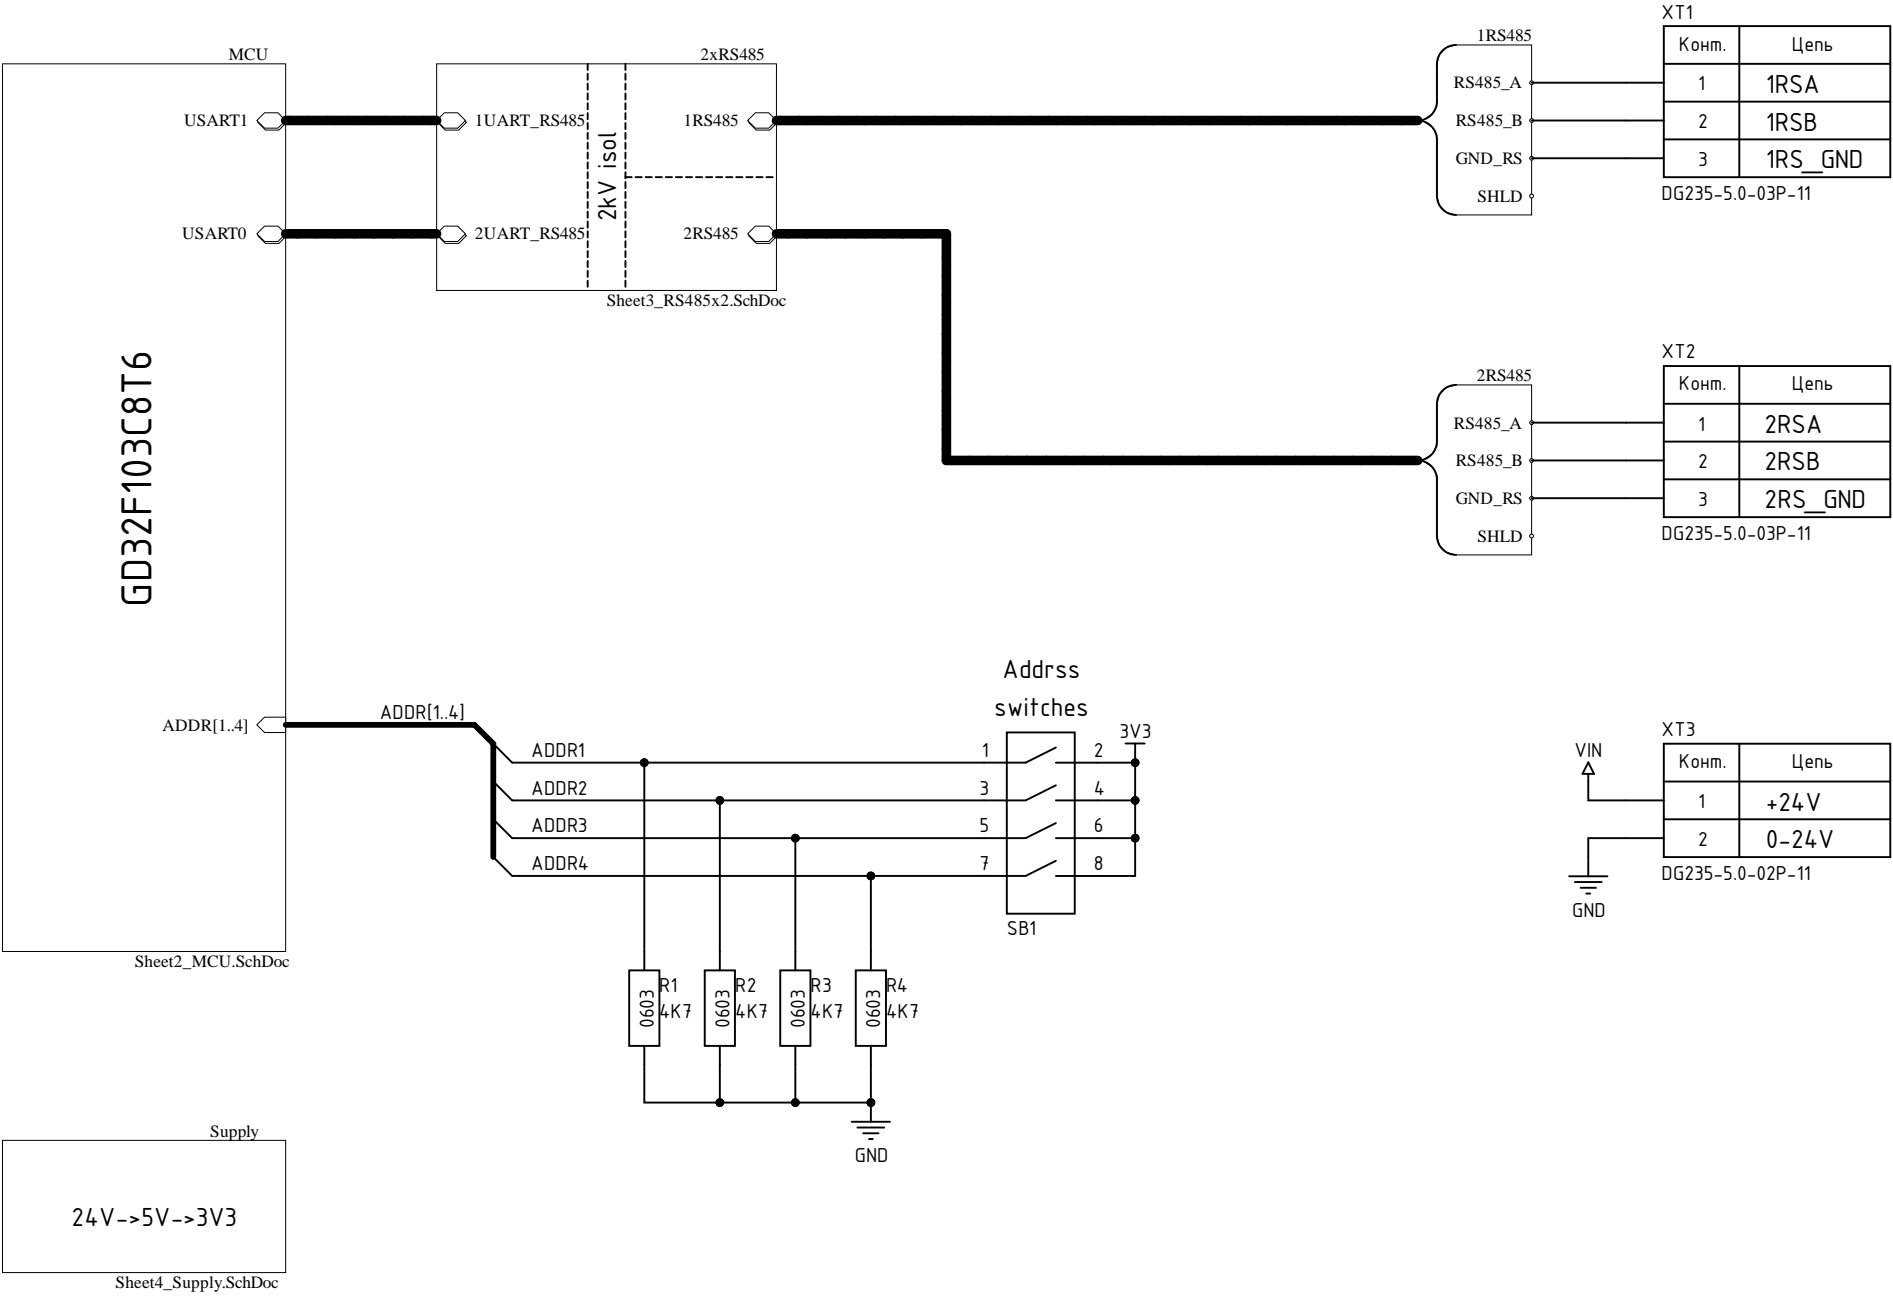 MCU
USART1
USART0
GD32F103C8T6
ADDR[1..4]
Sheet2_MCU.SchDoc
2xRS485
1UART_RS485
2UART_RS485
2kV isol
1RS485
2RS485
Sheet3_RS485x2.SchDoc
1RS485
RS485_A
RS485_B
GND_RS
SHLD
XT1
Конт. Цепь
1 1RSA
2 1RSB
3 1RS_GND
DG235-5.0-03P-11
2RS485
RS485_A
RS485_B
GND_RS
SHLD
XT2
Конт. Цепь
1 2RSA
2 2RSB
3 2RS_GND
DG235-5.0-03P-11
ADDR[1..4]
Addrss
switches
3V3
ADDR1 1 2
ADDR2 3 4
ADDR3 5 6
ADDR4 7 8
SB1
0603 R1 4K7
0603 R2 4K7
0603 R3 4K7
0603 R4 4K7
GND
XT3
VIN
Конт. Цепь
1 +24V
2 0-24V
DG235-5.0-02P-11
GND
Supply
24V->5V->3V3
Sheet4_Supply.SchDoc